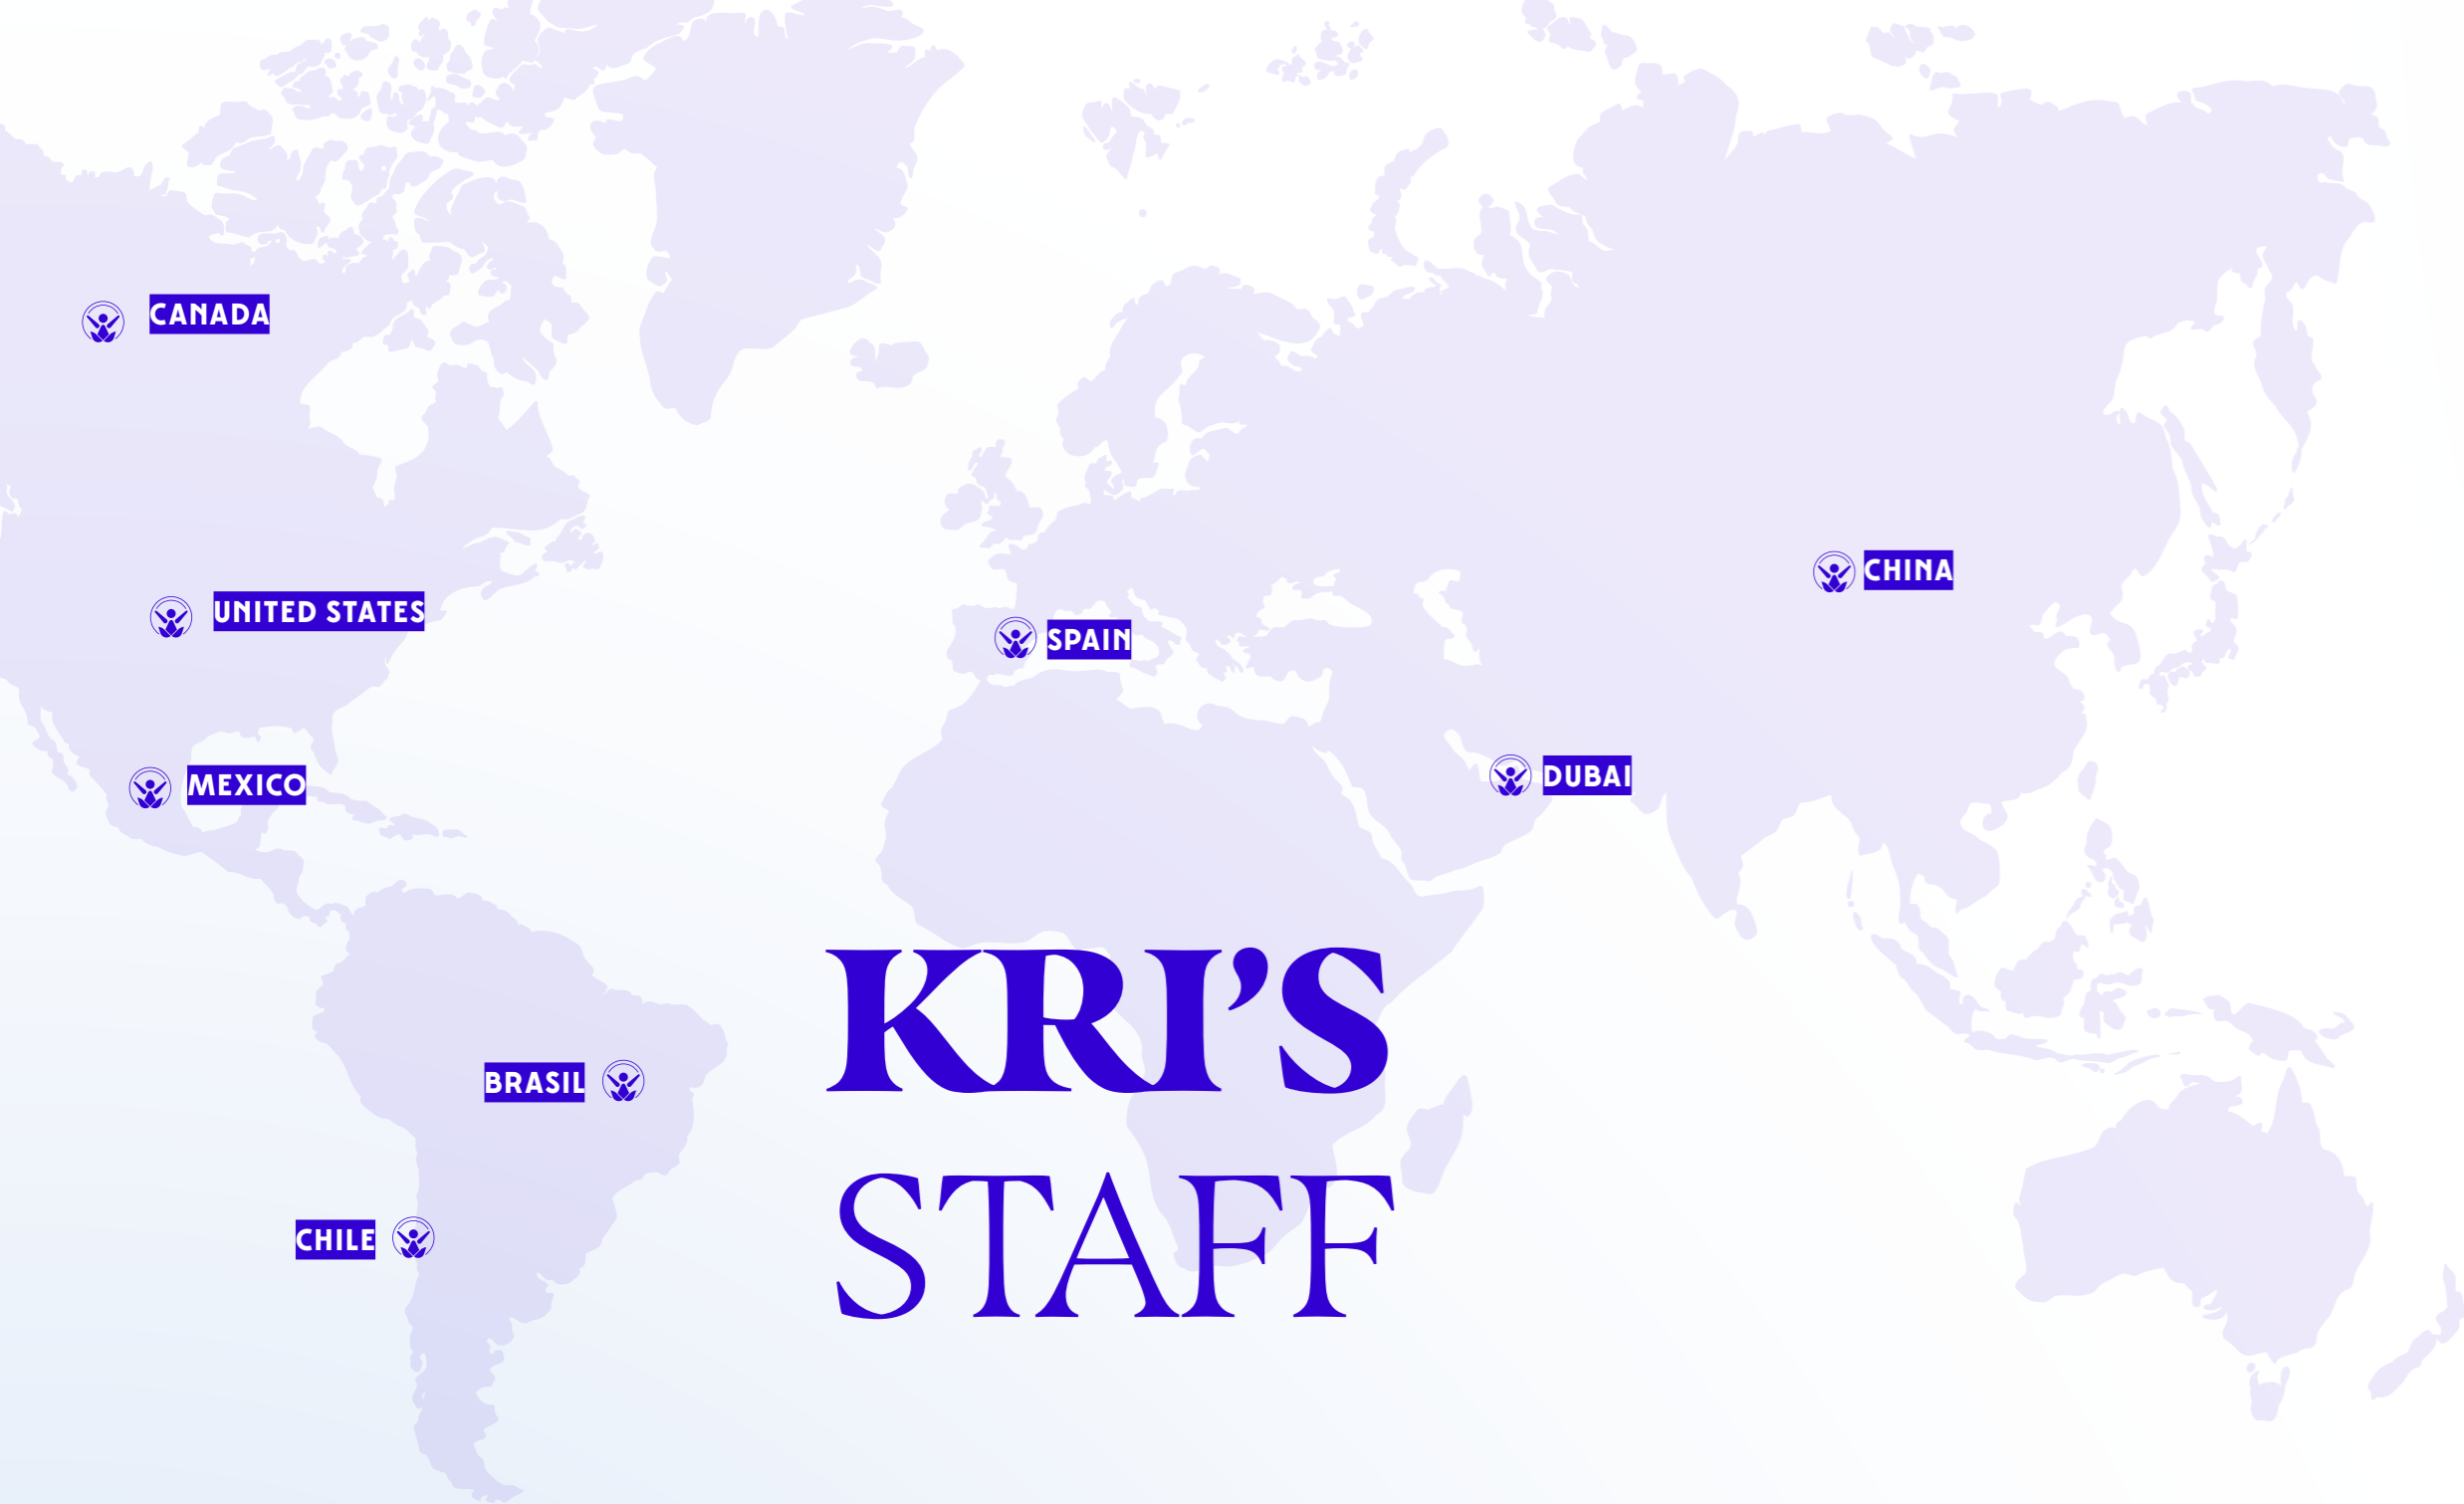 CANADA
CHINA
UNITED STATES
SPAIN
DUBAI
MEXICO
KRI’S
BRASIL
STAFF
CHILE